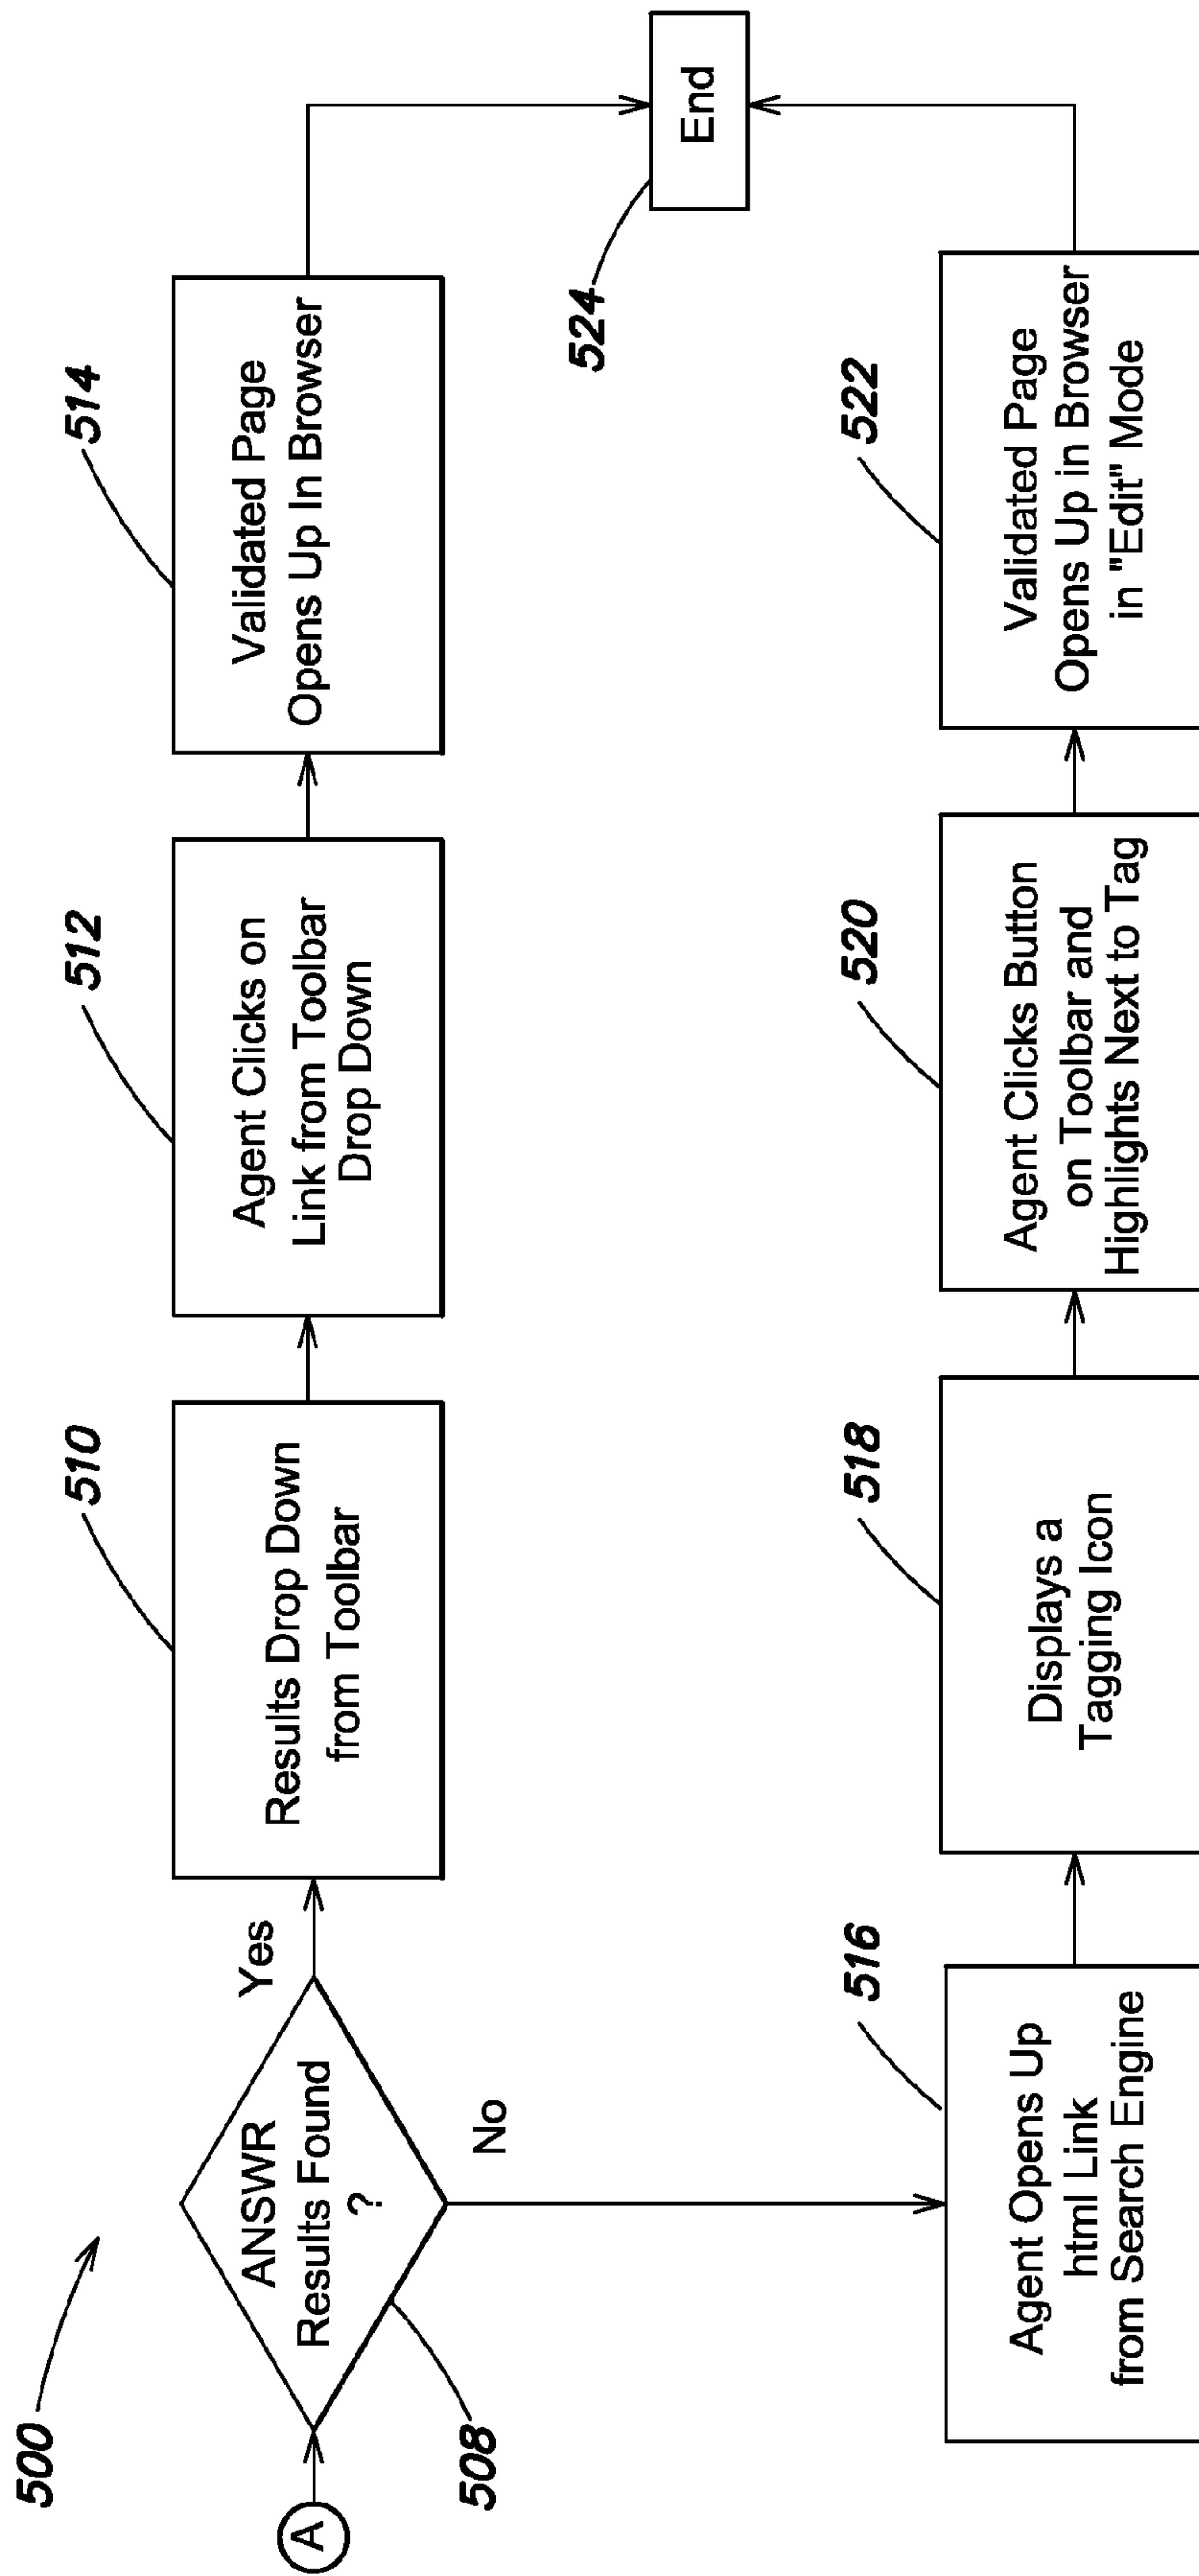 500
A
ANSWR
Results Found
?
508
Yes
No
510
Results Drop Down
from Toolbar
512
Agent Clicks on
Link from Toolbar
Drop Down
514
Validated Page
Opens Up In Browser
516
Agent Opens Up
html Link
from Search Engine
518
Displays a
Tagging Icon
520
Agent Clicks Button
on Toolbar and
Highlights Next to Tag
522
Validated Page
Opens Up in Browser
in "Edit" Mode
524
End